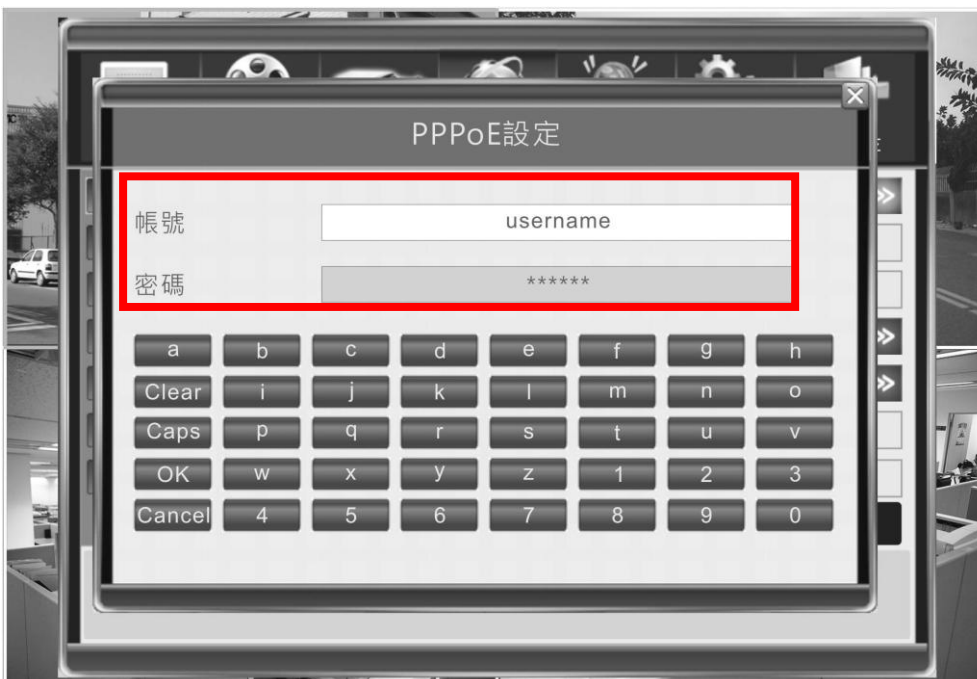 PPPoE設定
帳號 username
密碼 ******
a b c d e f g h
Clear i j k l m n o
Caps p q r s t u v
OK w x y z 1 2 3
Cancel 4 5 6 7 8 9 0